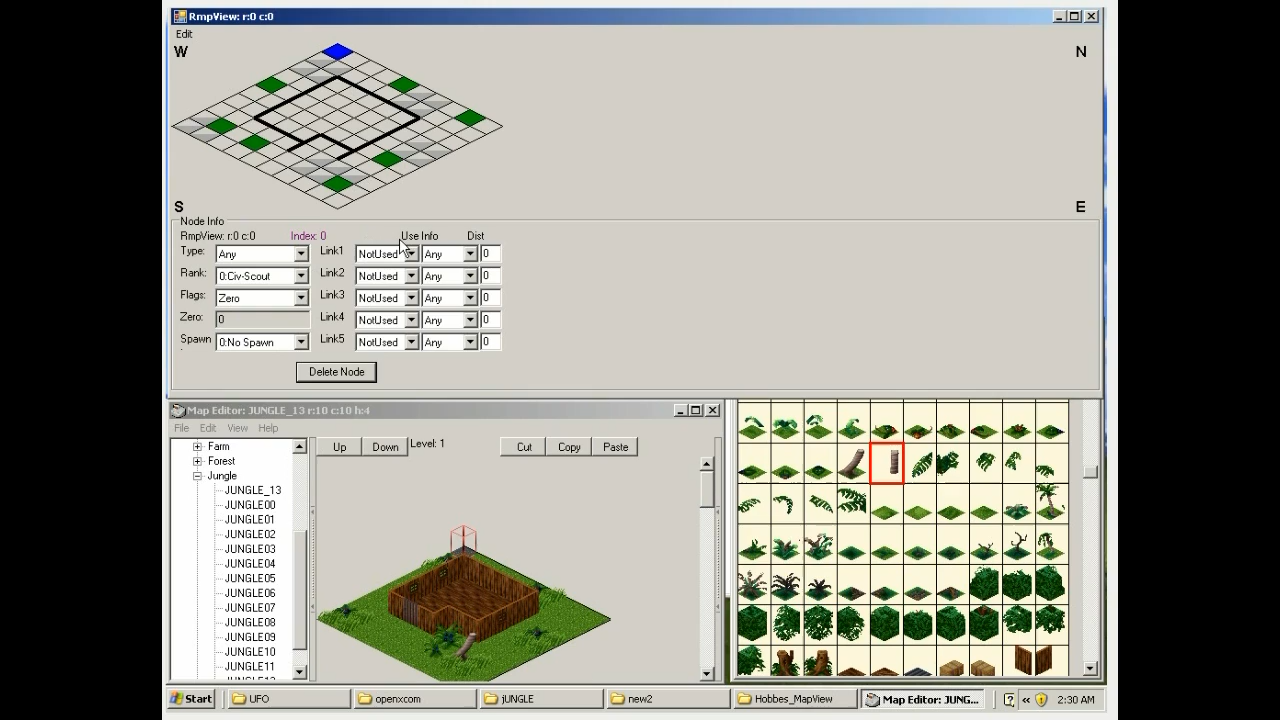 RmpView: r:0 c:0
Edit
W
N
S
E
Node Info
RmpView: r:0 c:0 Index: 0 Use Info Dist
Type: Any Link1 NotUsed Any 0
Rank: 0:Civ-Scout Link2 NotUsed Any 0
Flags: Zero Link3 NotUsed Any 0
Zero: 0 Link4 NotUsed Any 0
Spawn 0:No Spawn Link5 NotUsed Any 0
Delete Node
Map Editor: JUNGLE_13 r:10 c:10 h:4
File Edit View Help
Up Down Level: 1 Cut Copy Paste
Farm
Forest
Jungle
JUNGLE_13
JUNGLE00
JUNGLE01
JUNGLE02
JUNGLE03
JUNGLE04
JUNGLE05
JUNGLE06
JUNGLE07
JUNGLE08
JUNGLE09
JUNGLE10
JUNGLE11
Start UFO openxcom jUNGLE new2 Hobbes_MapView Map Editor: JUNG... « 2:30 AM